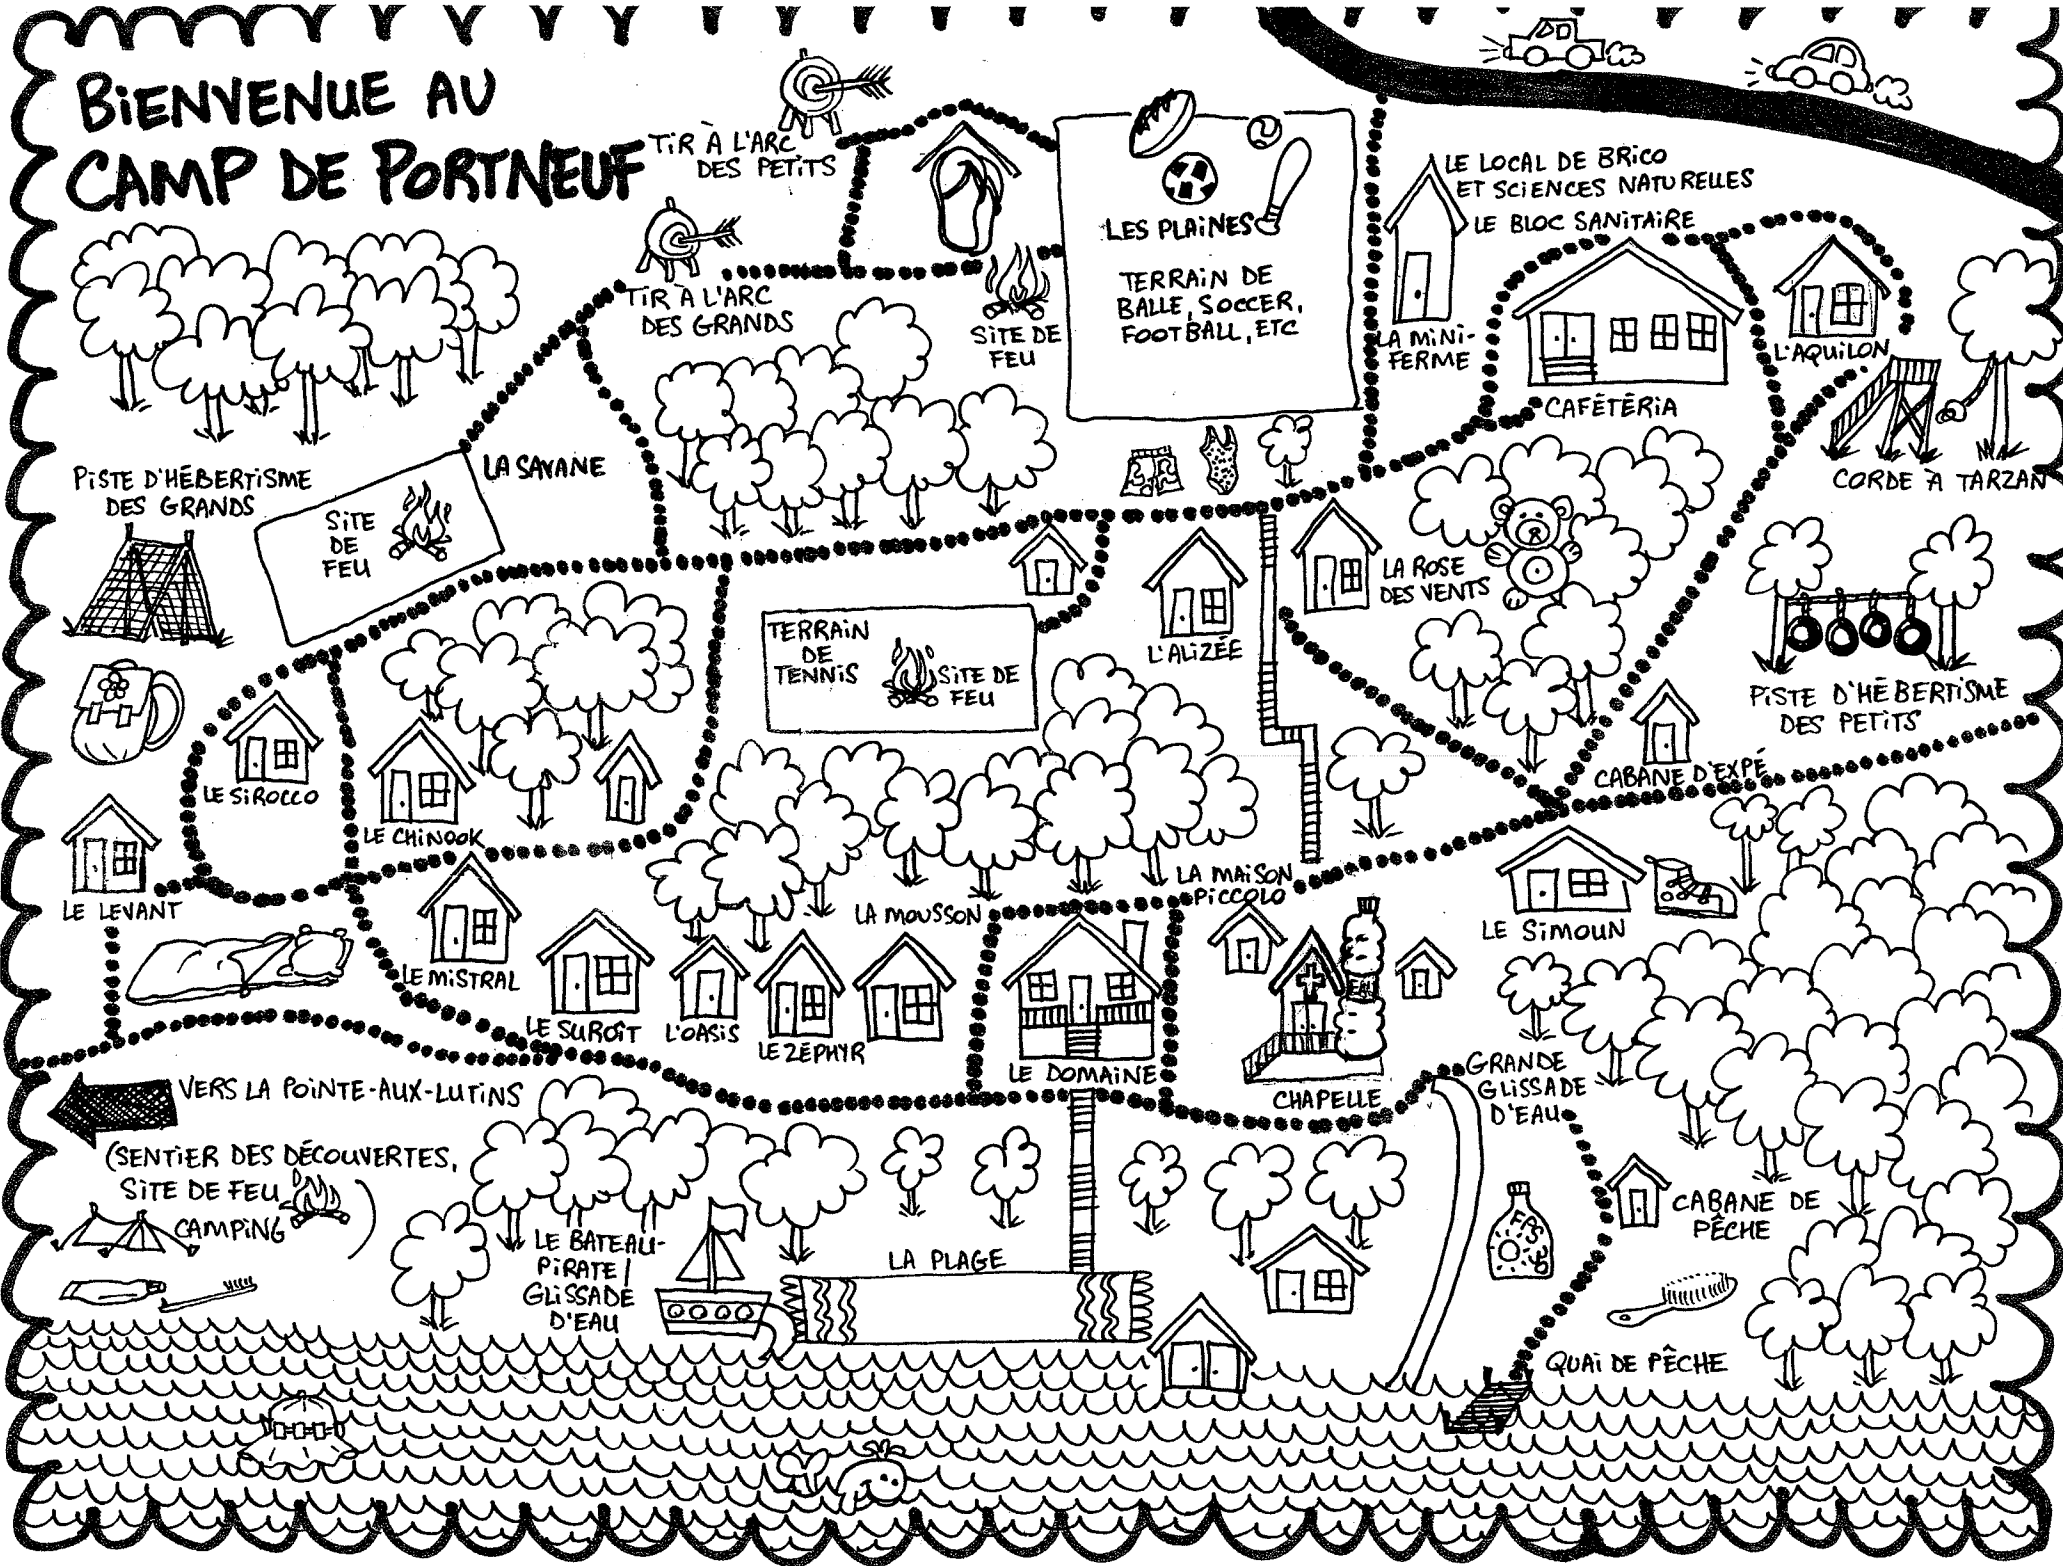 BIENVENUE AU
CAMP DE PORTNEUF
TIR À L'ARC
DES PETITS
TIR À L'ARC
DES GRANDS
SITE DE
FEU
LES PLAINES
TERRAIN DE
BALLE, SOCCER,
FOOTBALL, ETC
LE LOCAL DE BRICO
ET SCIENCES NATURELLES
LE BLOC SANITAIRE
LA MINI-
FERME
CAFÉTÉRIA
L'AQUILON
CORDE À TARZAN
PISTE D'HÉBERTISME
DES GRANDS
LA SAVANE
SITE
DE
FEU
TERRAIN
DE
TENNIS
SITE DE
FEU
L'ALIZÉE
LA ROSE
DES VENTS
PISTE D'HÉBERTISME
DES PETITS
CABANE D'EXPÉ
LE SIROCCO
LE CHINOOK
LE LEVANT
LE MISTRAL
LE SUROÎT
L'OASIS
LE ZÉPHYR
LA MOUSSON
LE DOMAINE
LA MAISON
PICCOLO
EAU
CHAPELLE
LE SIMOUN
GRANDE
GLISSADE
D'EAU
VERS LA POINTE-AUX-LUTINS
(SENTIER DES DÉCOUVERTES,
SITE DE FEU
CAMPING )
LE BATEAU-
PIRATE /
GLISSADE
D'EAU
LA PLAGE
FPS
CABANE DE
PÊCHE
QUAI DE PÊCHE